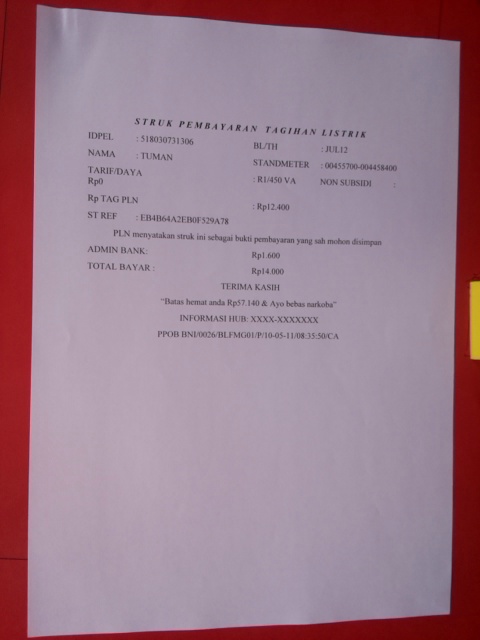 STRUK PEMBAYARAN TAGIHAN LISTRIK
IDPEL : 518030731306 BL/TH : JUL12
NAMA : TUMAN STANDMETER : 00455700-004458400
TARIF/DAYA : R1/450 VA NON SUBSIDI :
Rp0
Rp TAG PLN : Rp12.400
ST REF : EB4B64A2EB0F529A78
PLN menyatakan struk ini sebagai bukti pembayaran yang sah mohon disimpan
ADMIN BANK: Rp1.600
TOTAL BAYAR : Rp14.000
TERIMA KASIH
“Batas hemat anda Rp57.140 & Ayo bebas narkoba”
INFORMASI HUB: XXXX-XXXXXXX
PPOB BNI/0026/BLFMG01/P/10-05-11/08:35:50/CA